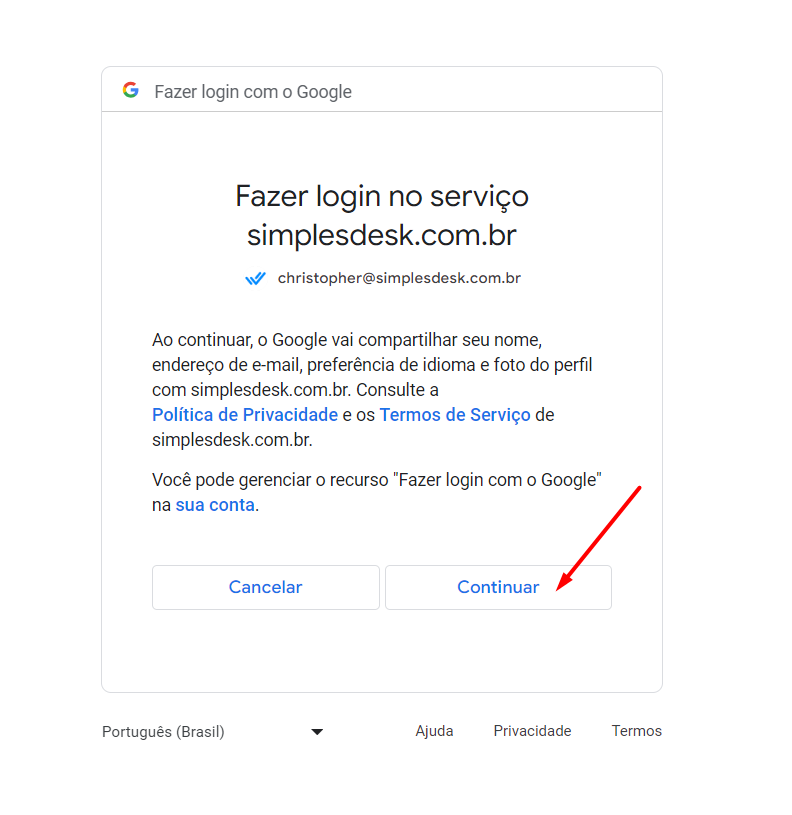 Fazer login com o Google
Fazer login no serviço
simplesdesk.com.br
christopher@simplesdesk.com.br
Ao continuar, o Google vai compartilhar seu nome,
endereço de e-mail, preferência de idioma e foto do perfil
com simplesdesk.com.br. Consulte a
Política de Privacidade e os Termos de Serviço de
simplesdesk.com.br.
Você pode gerenciar o recurso "Fazer login com o Google"
na sua conta.
Cancelar Continuar
Português (Brasil) Ajuda Privacidade Termos